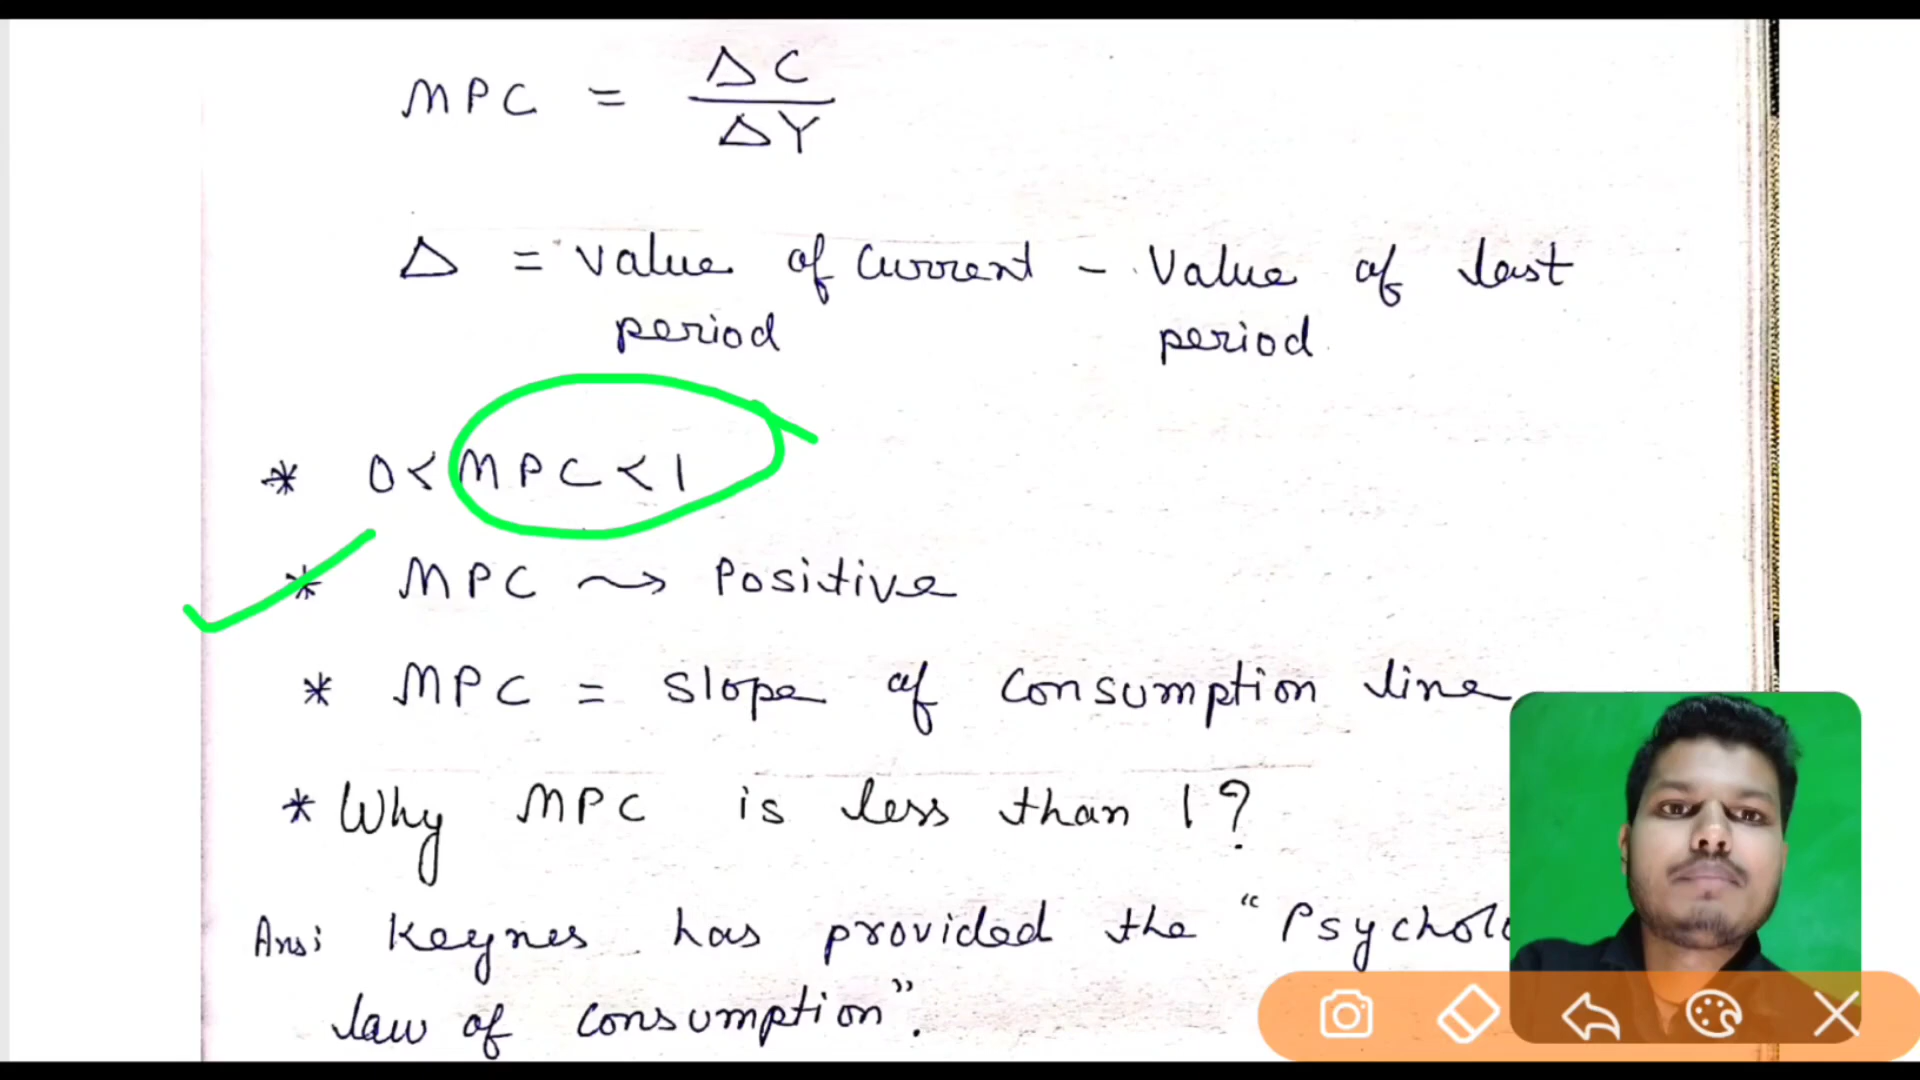 MPC = ΔC / ΔY
Δ = value of current period - Value of last period
* 0 < MPC < 1
* MPC ⇝ Positive
* MPC = Slope of Consumption line
* Why MPC is less than 1?
Ans: Keynes has provided the "Psycholo
law of consumption".